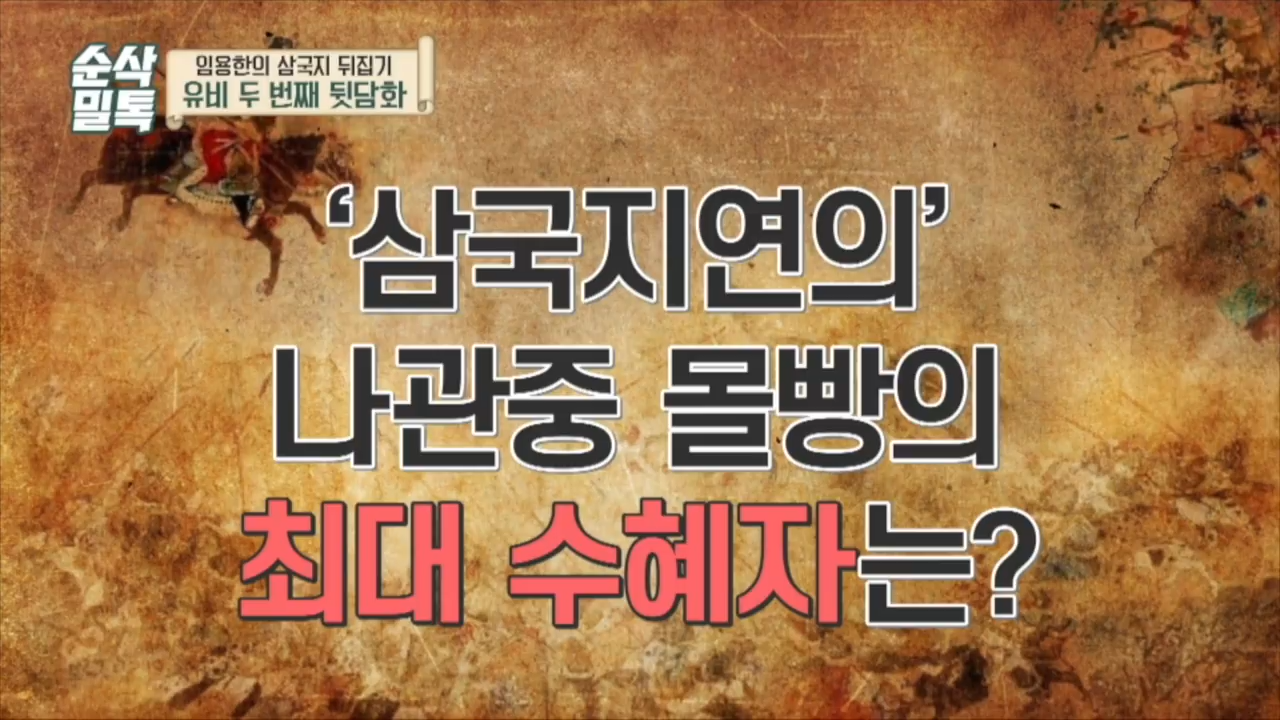 순삭
밀톡
임용한의 삼국지 뒤집기
유비 두 번째 뒷담화
‘삼국지연의’
나관중 몰빵의
최대 수혜자는?